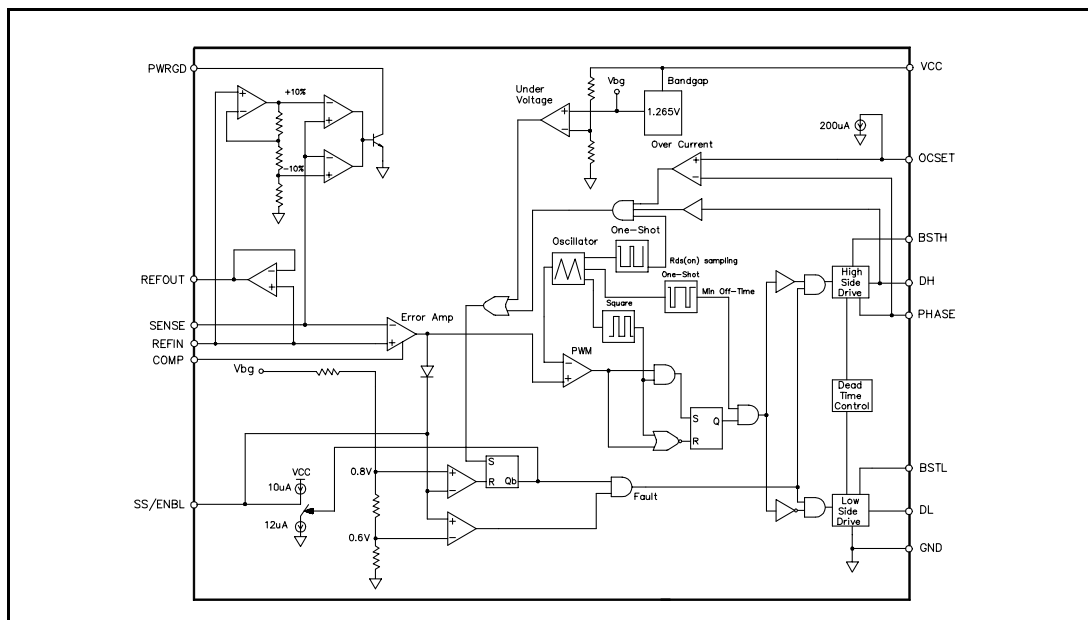 PWRGD
VCC
+10%
Under
Voltage
Vbg
Bandgap
1.265V
200uA
Over Current
OCSET
-10%
One-Shot
Oscillator
BSTH
Rds(on) sampling
One-Shot
REFOUT
High
Side
Drive
DH
Min Off-Time
Square
SENSE
Error Amp
PHASE
REFIN
COMP
PWM
Vbg
Dead
Time
Control
S
Q
R
S
R
Qb
0.8V
VCC
10uA
BSTL
Fault
SS/ENBL
Low
Side
Drive
DL
12uA
0.6V
GND